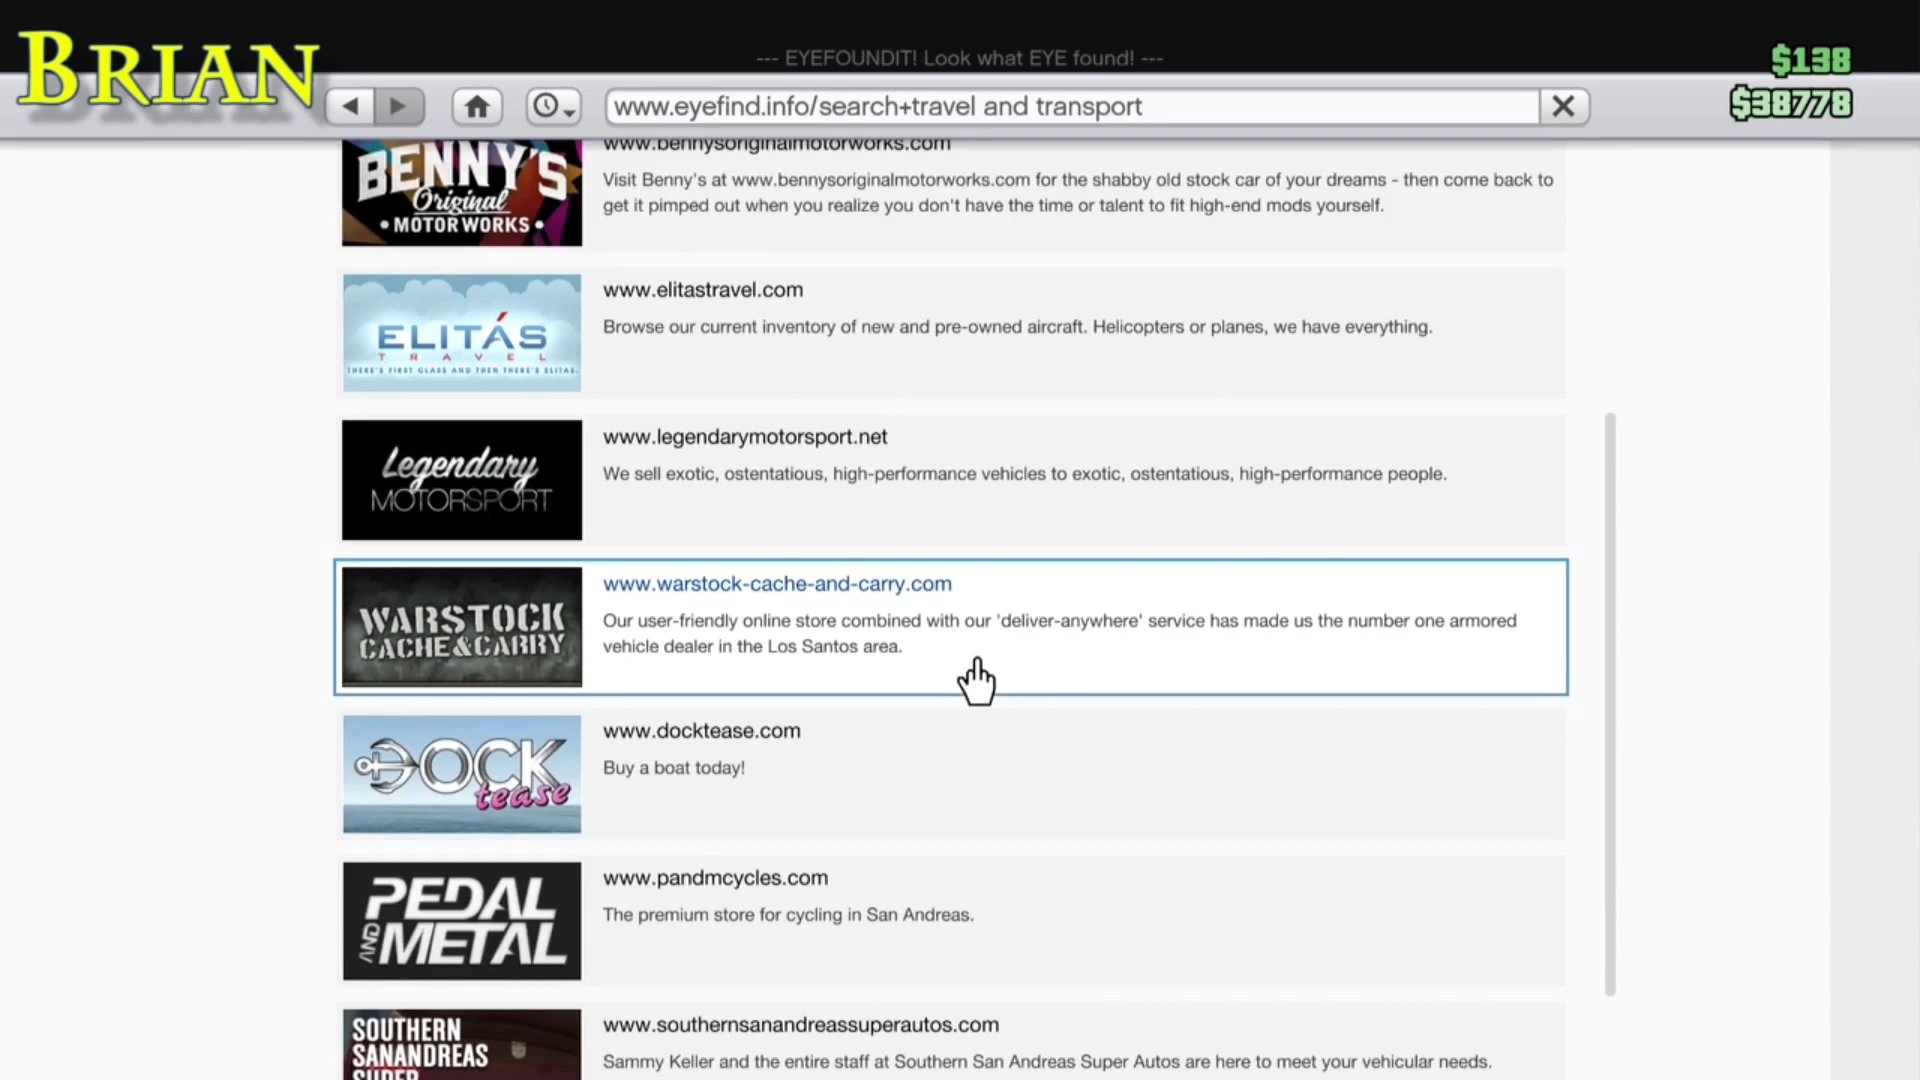 BRIAN
--- EYEFOUNDIT! Look what EYE found! ---
$138
$38778
www.eyefind.info/search+travel and transport
BENNY'S
Original
• MOTOR WORKS •
www.bennysoriginalmotorworks.com
Visit Benny's at www.bennysoriginalmotorworks.com for the shabby old stock car of your dreams - then come back to
get it pimped out when you realize you don't have the time or talent to fit high-end mods yourself.
ELITÁS
TRAVEL
THERE'S FIRST CLASS AND THEN THERE'S ELITAS.
www.elitastravel.com
Browse our current inventory of new and pre-owned aircraft. Helicopters or planes, we have everything.
Legendary
MOTORSPORT
www.legendarymotorsport.net
We sell exotic, ostentatious, high-performance vehicles to exotic, ostentatious, high-performance people.
WARSTOCK
CACHE&CARRY
www.warstock-cache-and-carry.com
Our user-friendly online store combined with our 'deliver-anywhere' service has made us the number one armored
vehicle dealer in the Los Santos area.
DOCK
tease
www.docktease.com
Buy a boat today!
PEDAL
AND METAL
www.pandmcycles.com
The premium store for cycling in San Andreas.
SOUTHERN
SANANDREAS
SUPER
www.southernsanandreassuperautos.com
Sammy Keller and the entire staff at Southern San Andreas Super Autos are here to meet your vehicular needs.